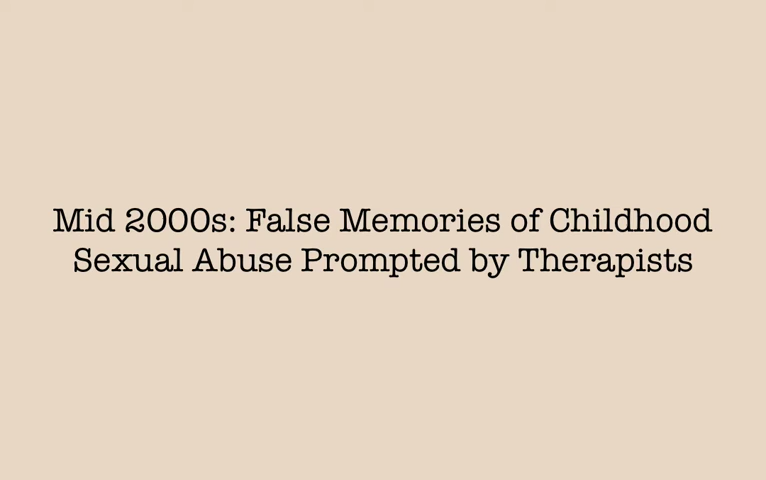 Mid 2000s: False Memories of Childhood
Sexual Abuse Prompted by Therapists